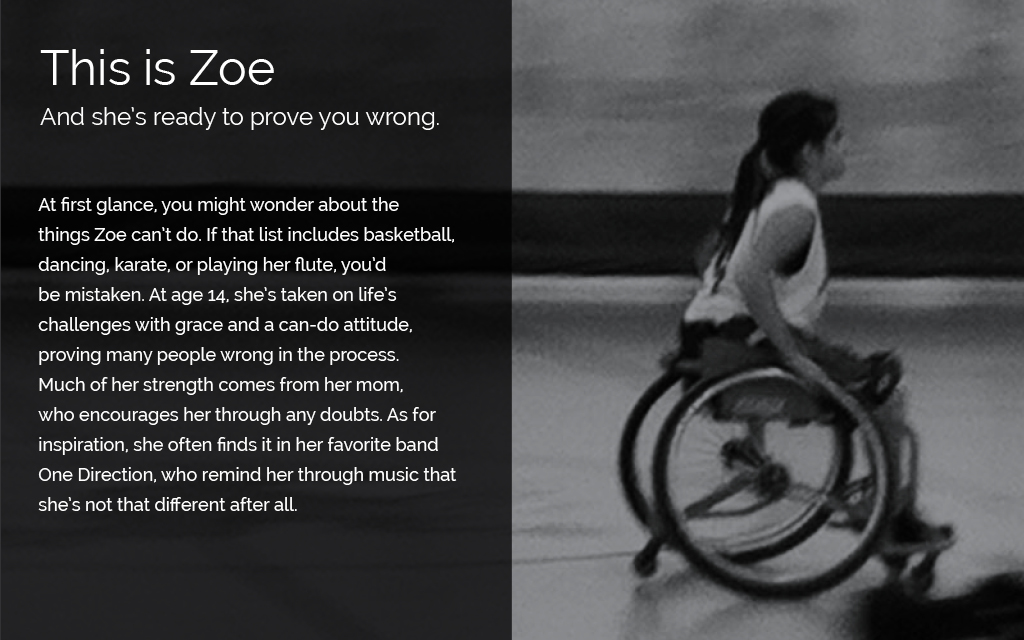 This is Zoe
And she's ready to prove you wrong.
At first glance, you might wonder about the
things Zoe can't do. If that list includes basketball,
dancing, karate, or playing her flute, you'd
be mistaken. At age 14, she's taken on life's
challenges with grace and a can-do attitude,
proving many people wrong in the process.
Much of her strength comes from her mom,
who encourages her through any doubts. As for
inspiration, she often finds it in her favorite band
One Direction, who remind her through music that
she's not that different after all.